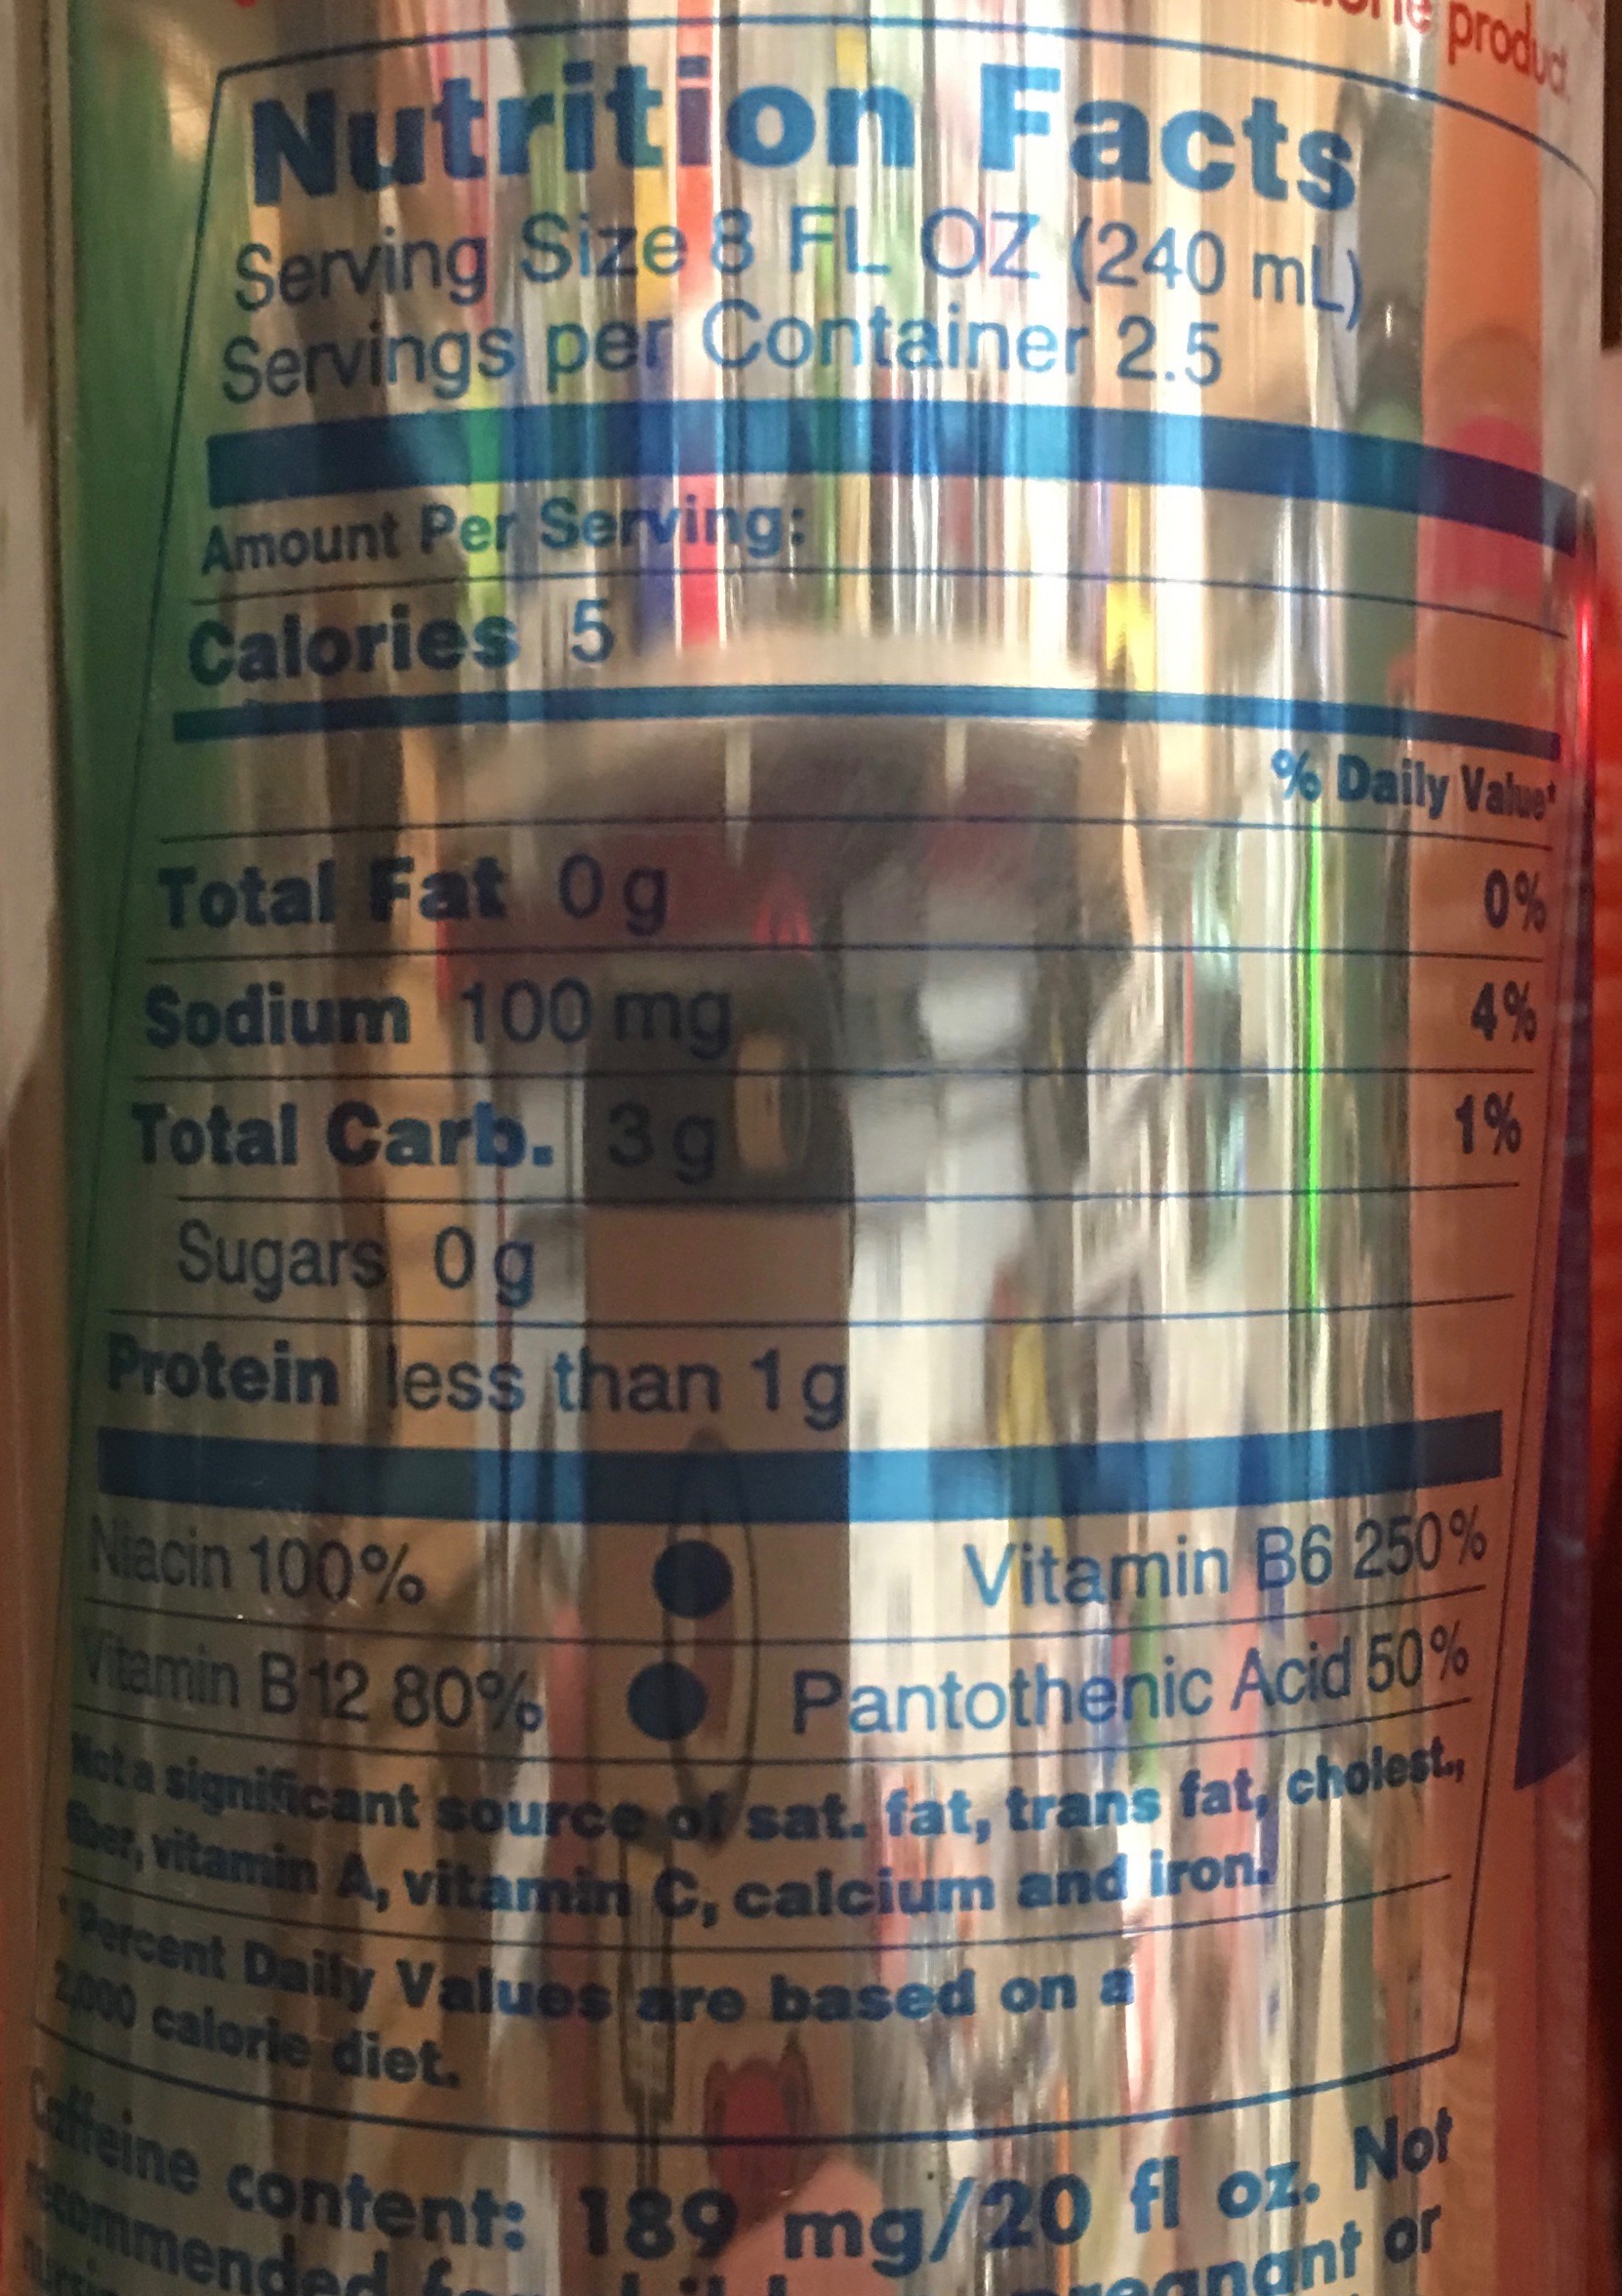 product.
Nutrition Facts
Serving Size 8 FL OZ (240 mL)
Servings per Container 2.5
Amount Per Serving:
Calories 5
% Daily Value*
Total Fat 0 g 0%
Sodium 100 mg 4%
Total Carb. 3 g 1%
Sugars 0 g
Protein less than 1 g
Niacin 100% ● Vitamin B6 250%
Vitamin B12 80% ● Pantothenic Acid 50%
Not a significant source of sat. fat, trans fat, cholest.,
fiber, vitamin A, vitamin C, calcium and iron.
*Percent Daily Values are based on a
2,000 calorie diet.
Caffeine content: 189 mg/20 fl oz. Not
recommended pregnant or